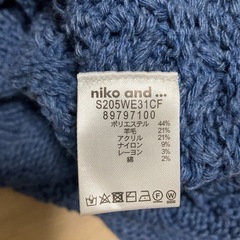 niko and ...
S205WE31CF
89797100
ポリエステル 44%
羊毛 21%
アクリル 21%
ナイロン 9%
レーヨン 3%
綿 2%